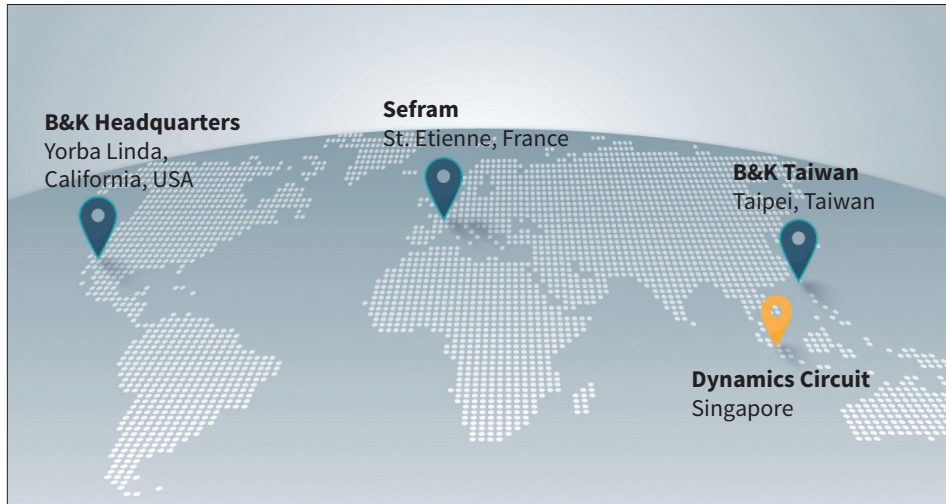 B&K Headquarters
Yorba Linda,
California, USA
Sefram
St. Etienne, France
B&K Taiwan
Taipei, Taiwan
Dynamics Circuit
Singapore